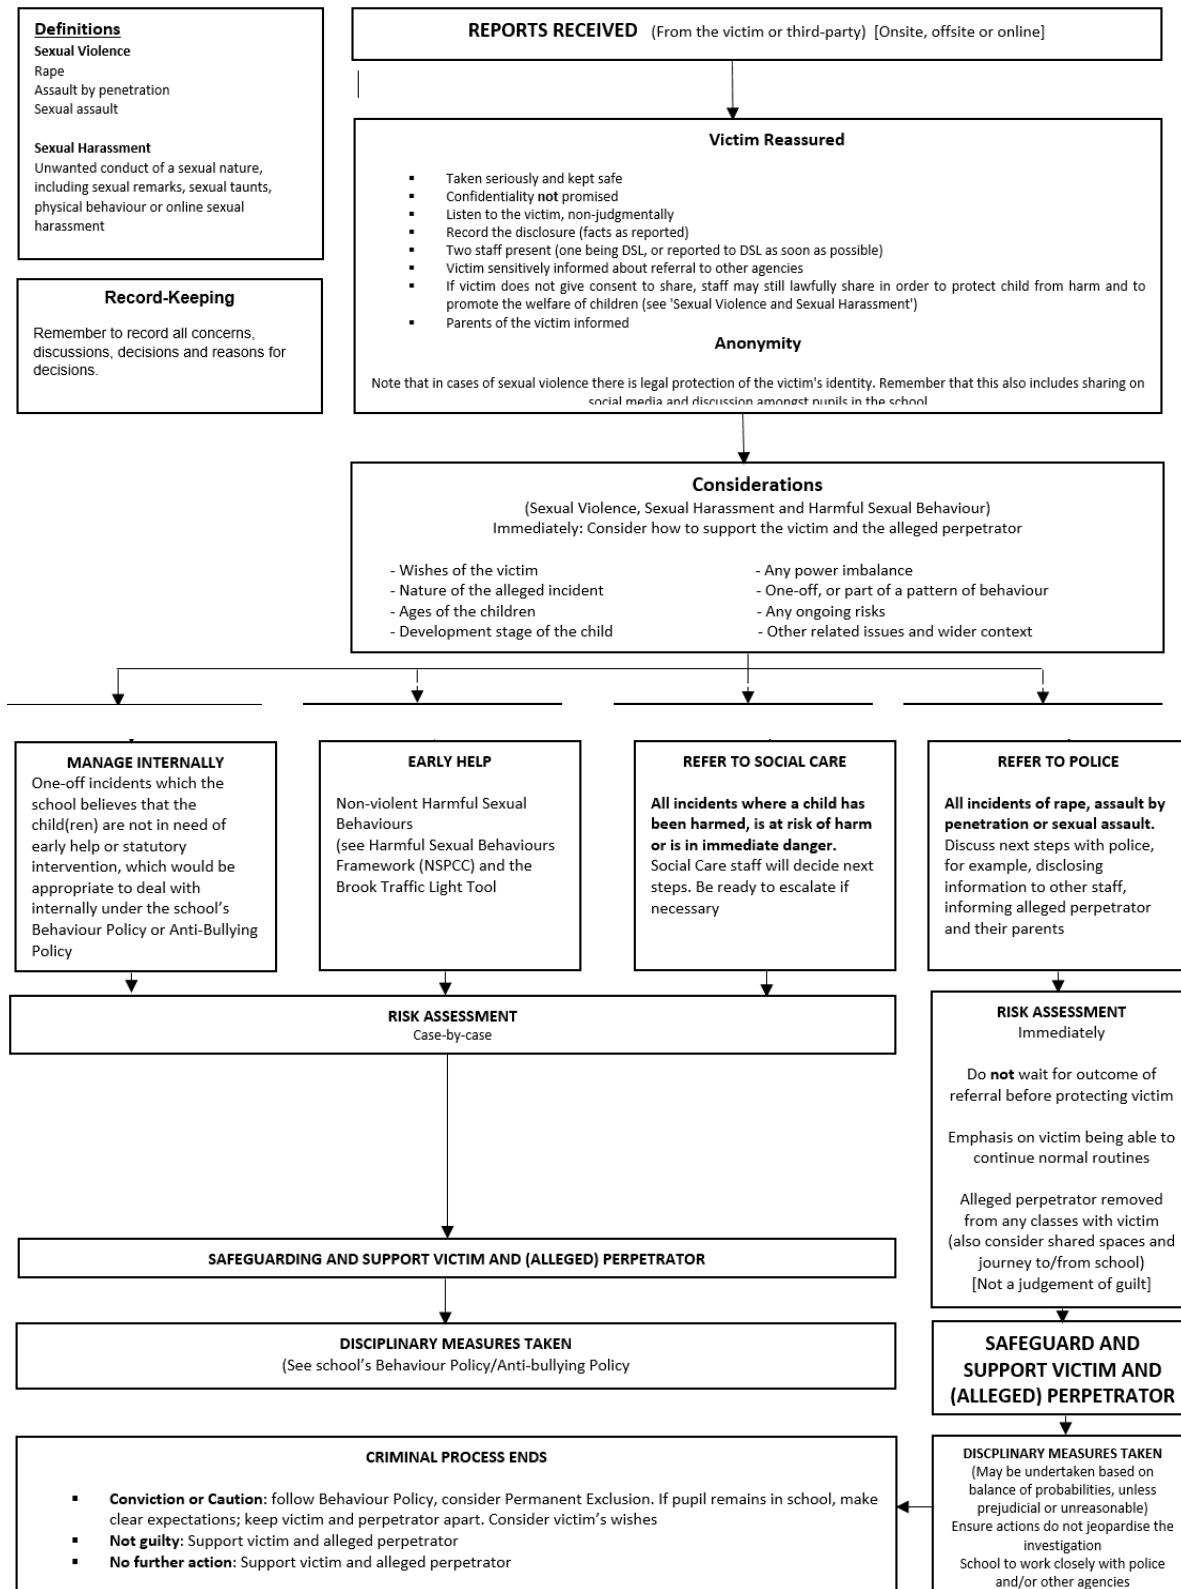 Definitions
Sexual Violence
Rape
Assault by penetration
Sexual assault
Sexual Harassment
Unwanted conduct of a sexual nature,
including sexual remarks, sexual taunts,
physical behaviour or online sexual
harassment
Record-Keeping
Remember to record all concerns,
discussions, decisions and reasons for
decisions.
REPORTS RECEIVED (From the victim or third-party) [Onsite, offsite or online]
Victim Reassured
▪ Taken seriously and kept safe
▪ Confidentiality not promised
▪ Listen to the victim, non-judgmentally
▪ Record the disclosure (facts as reported)
▪ Two staff present (one being DSL, or reported to DSL as soon as possible)
▪ Victim sensitively informed about referral to other agencies
▪ If victim does not give consent to share, staff may still lawfully share in order to protect child from harm and to
promote the welfare of children (see 'Sexual Violence and Sexual Harassment')
▪ Parents of the victim informed
Anonymity
Note that in cases of sexual violence there is legal protection of the victim's identity. Remember that this also includes sharing on
social media and discussion amongst pupils in the school
Considerations
(Sexual Violence, Sexual Harassment and Harmful Sexual Behaviour)
Immediately: Consider how to support the victim and the alleged perpetrator
- Wishes of the victim
- Nature of the alleged incident
- Ages of the children
- Development stage of the child
- Any power imbalance
- One-off, or part of a pattern of behaviour
- Any ongoing risks
- Other related issues and wider context
MANAGE INTERNALLY
One-off incidents which the
school believes that the
child(ren) are not in need of
early help or statutory
intervention, which would be
appropriate to deal with
internally under the school’s
Behaviour Policy or Anti-Bullying
Policy
EARLY HELP
Non-violent Harmful Sexual
Behaviours
(see Harmful Sexual Behaviours
Framework (NSPCC) and the
Brook Traffic Light Tool
REFER TO SOCIAL CARE
All incidents where a child has
been harmed, is at risk of harm
or is in immediate danger.
Social Care staff will decide next
steps. Be ready to escalate if
necessary
REFER TO POLICE
All incidents of rape, assault by
penetration or sexual assault.
Discuss next steps with police,
for example, disclosing
information to other staff,
informing alleged perpetrator
and their parents
RISK ASSESSMENT
Case-by-case
RISK ASSESSMENT
Immediately
Do not wait for outcome of
referral before protecting victim
Emphasis on victim being able to
continue normal routines
Alleged perpetrator removed
from any classes with victim
(also consider shared spaces and
journey to/from school)
[Not a judgement of guilt]
SAFEGUARDING AND SUPPORT VICTIM AND (ALLEGED) PERPETRATOR
DISCIPLINARY MEASURES TAKEN
(See school’s Behaviour Policy/Anti-bullying Policy
SAFEGUARD AND
SUPPORT VICTIM AND
(ALLEGED) PERPETRATOR
DISCPLINARY MEASURES TAKEN
(May be undertaken based on
balance of probabilities, unless
prejudicial or unreasonable)
Ensure actions do not jeopardise the
investigation
School to work closely with police
and/or other agencies
CRIMINAL PROCESS ENDS
▪ Conviction or Caution: follow Behaviour Policy, consider Permanent Exclusion. If pupil remains in school, make
clear expectations; keep victim and perpetrator apart. Consider victim’s wishes
▪ Not guilty: Support victim and alleged perpetrator
▪ No further action: Support victim and alleged perpetrator